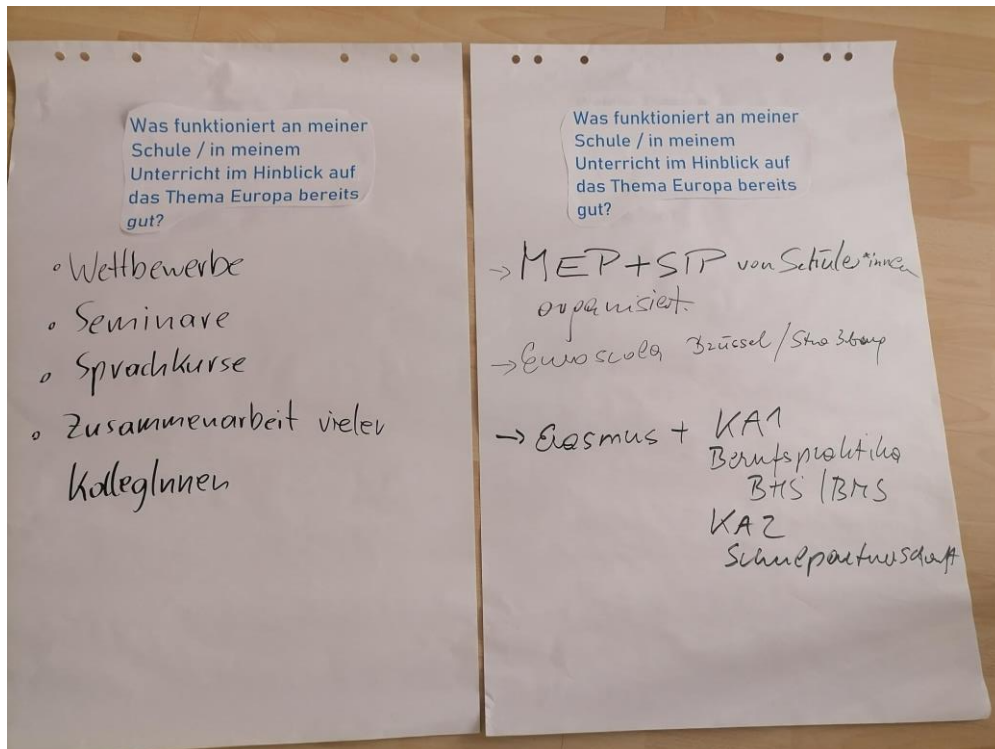 Was funktioniert an meiner
Schule / in meinem
Unterricht im Hinblick auf
das Thema Europa bereits
gut?
∘ Wettbewerbe
∘ Seminare
∘ Sprachkurse
∘ Zusammenarbeit vieler
KollegInnen
Was funktioniert an meiner
Schule / in meinem
Unterricht im Hinblick auf
das Thema Europa bereits
gut?
→ MEP + STP von Schüler*innen
organisiert.
→ Euroscola Brüssel / Straßburg
→ Erasmus + KA1
Berufspraktika
BHS / BMS
KA2
Schulpartnerschaft